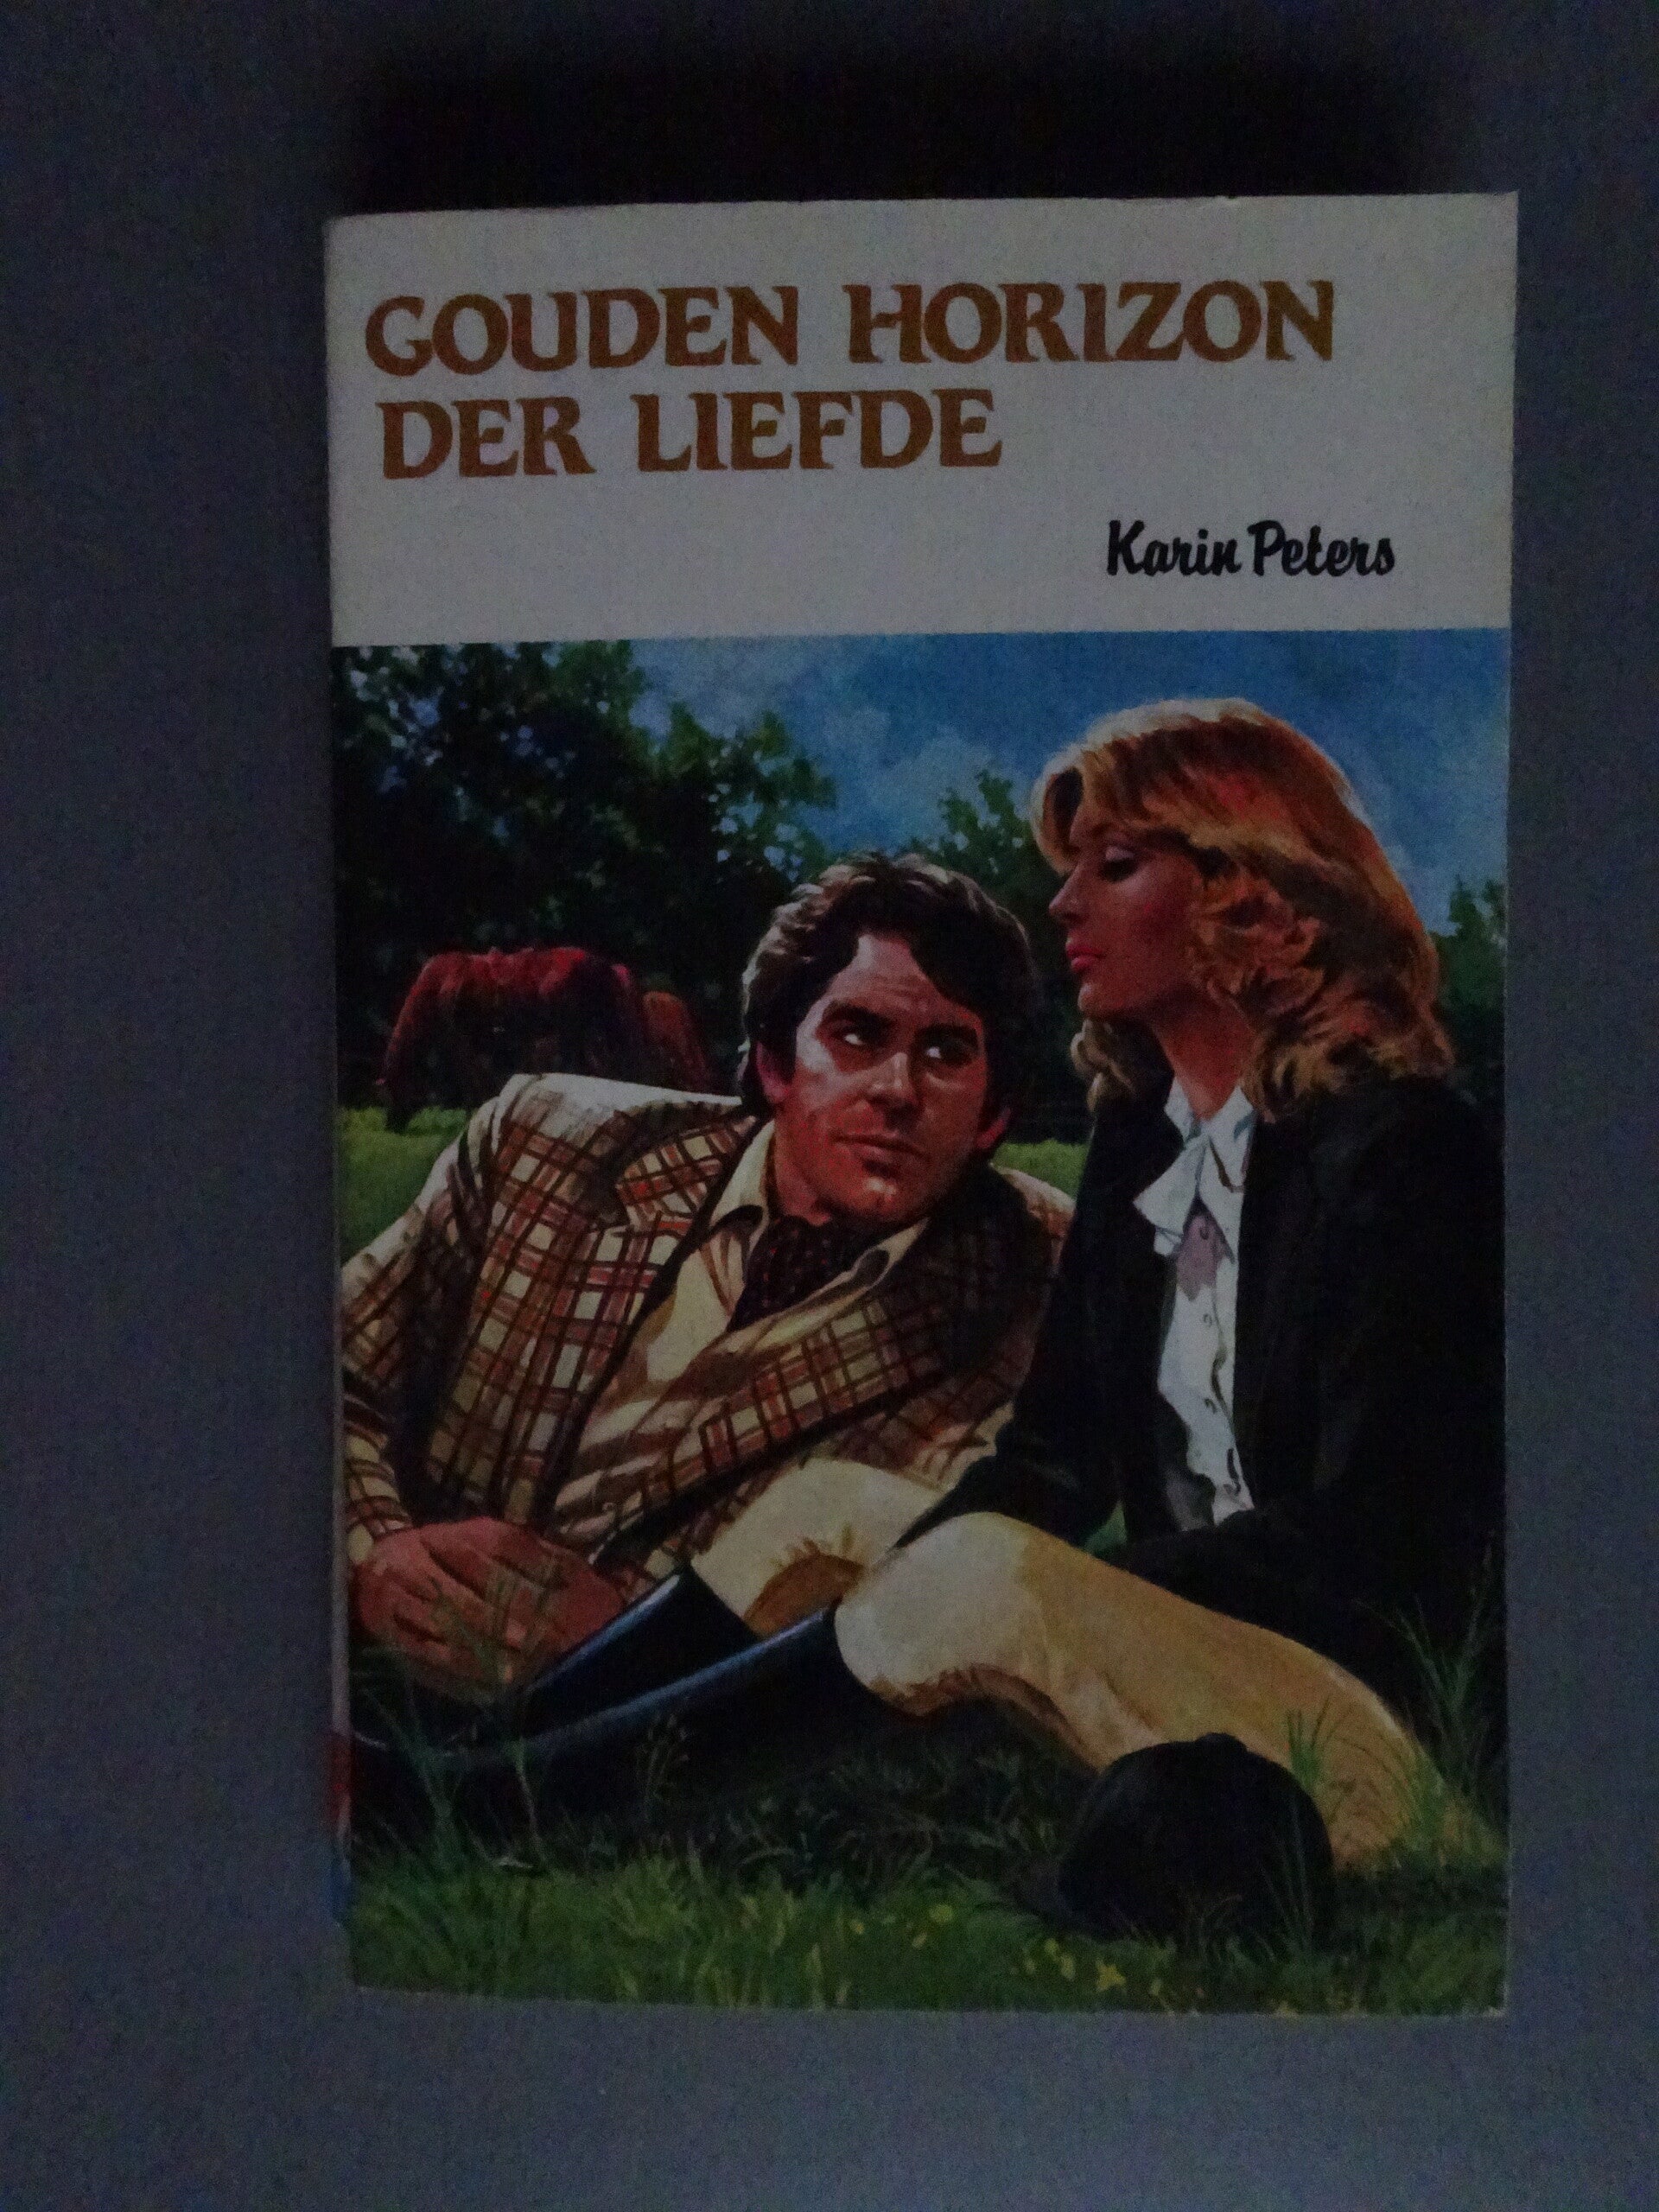 GOUDEN HORIZON
DER LIEFDE
Karin Peters